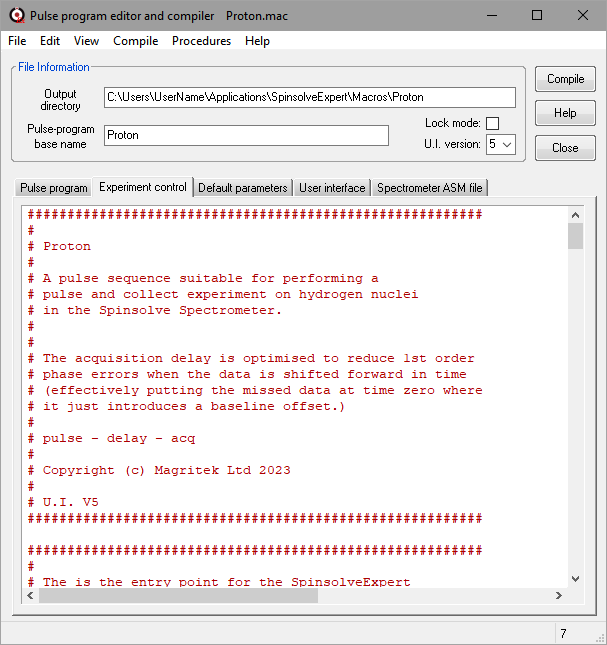 Pulse program editor and compiler Proton.mac
File Edit View Compile Procedures Help
File Information
Output
directory
C:\Users\UserName\Applications\SpinsolveExpert\Macros\Proton
Compile
Pulse-program
base name
Proton
Lock mode:
U.I. version: 5
Help
Close
Pulse program Experiment control Default parameters User interface Spectrometer ASM file
#########################################################
#
# Proton
#
# A pulse sequence suitable for performing a
# pulse and collect experiment on hydrogen nuclei
# in the Spinsolve Spectrometer.
#
#
# The acquisition delay is optimised to reduce 1st order
# phase errors when the data is shifted forward in time
# (effectively putting the missed data at time zero where
# it just introduces a baseline offset.)
#
# pulse - delay - acq
#
# Copyright (c) Magritek Ltd 2023
#
# U.I. V5
#########################################################
#########################################################
#
# The is the entry point for the SpinsolveExpert
7